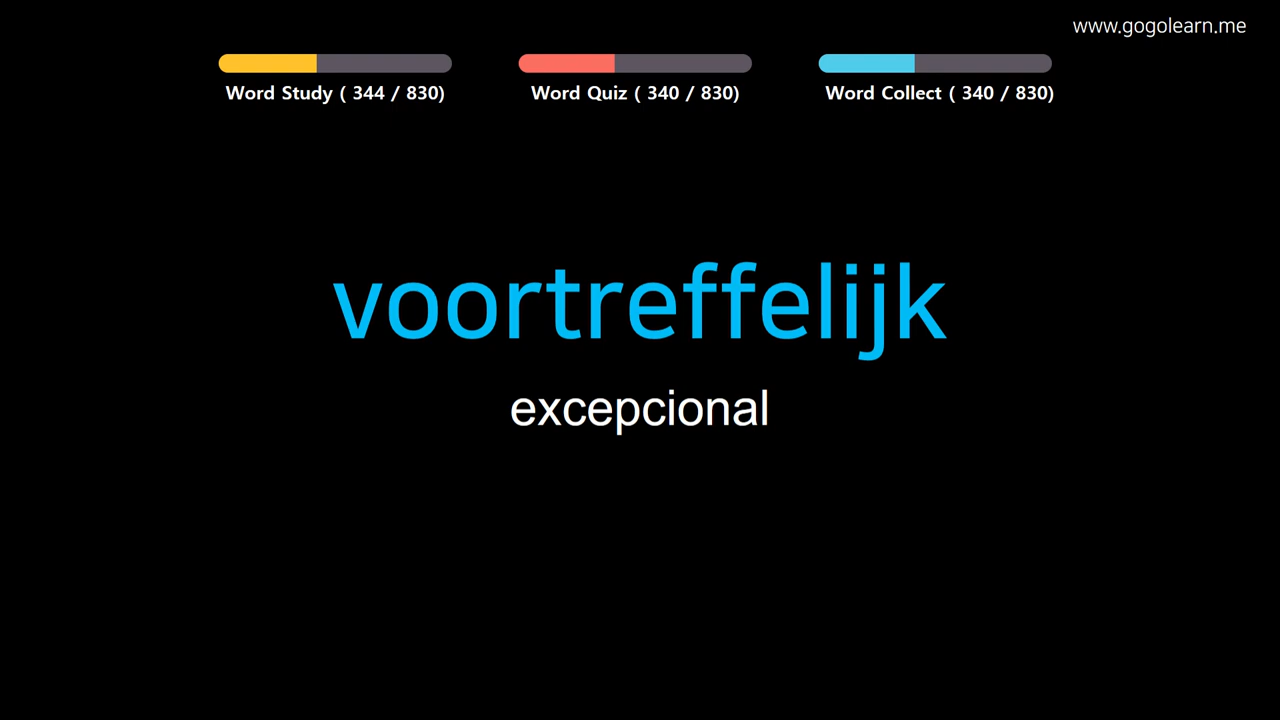 www.gogolearn.me
Word Study ( 344 / 830)
Word Quiz ( 340 / 830)
Word Collect ( 340 / 830)
voortreffelijk
excepcional